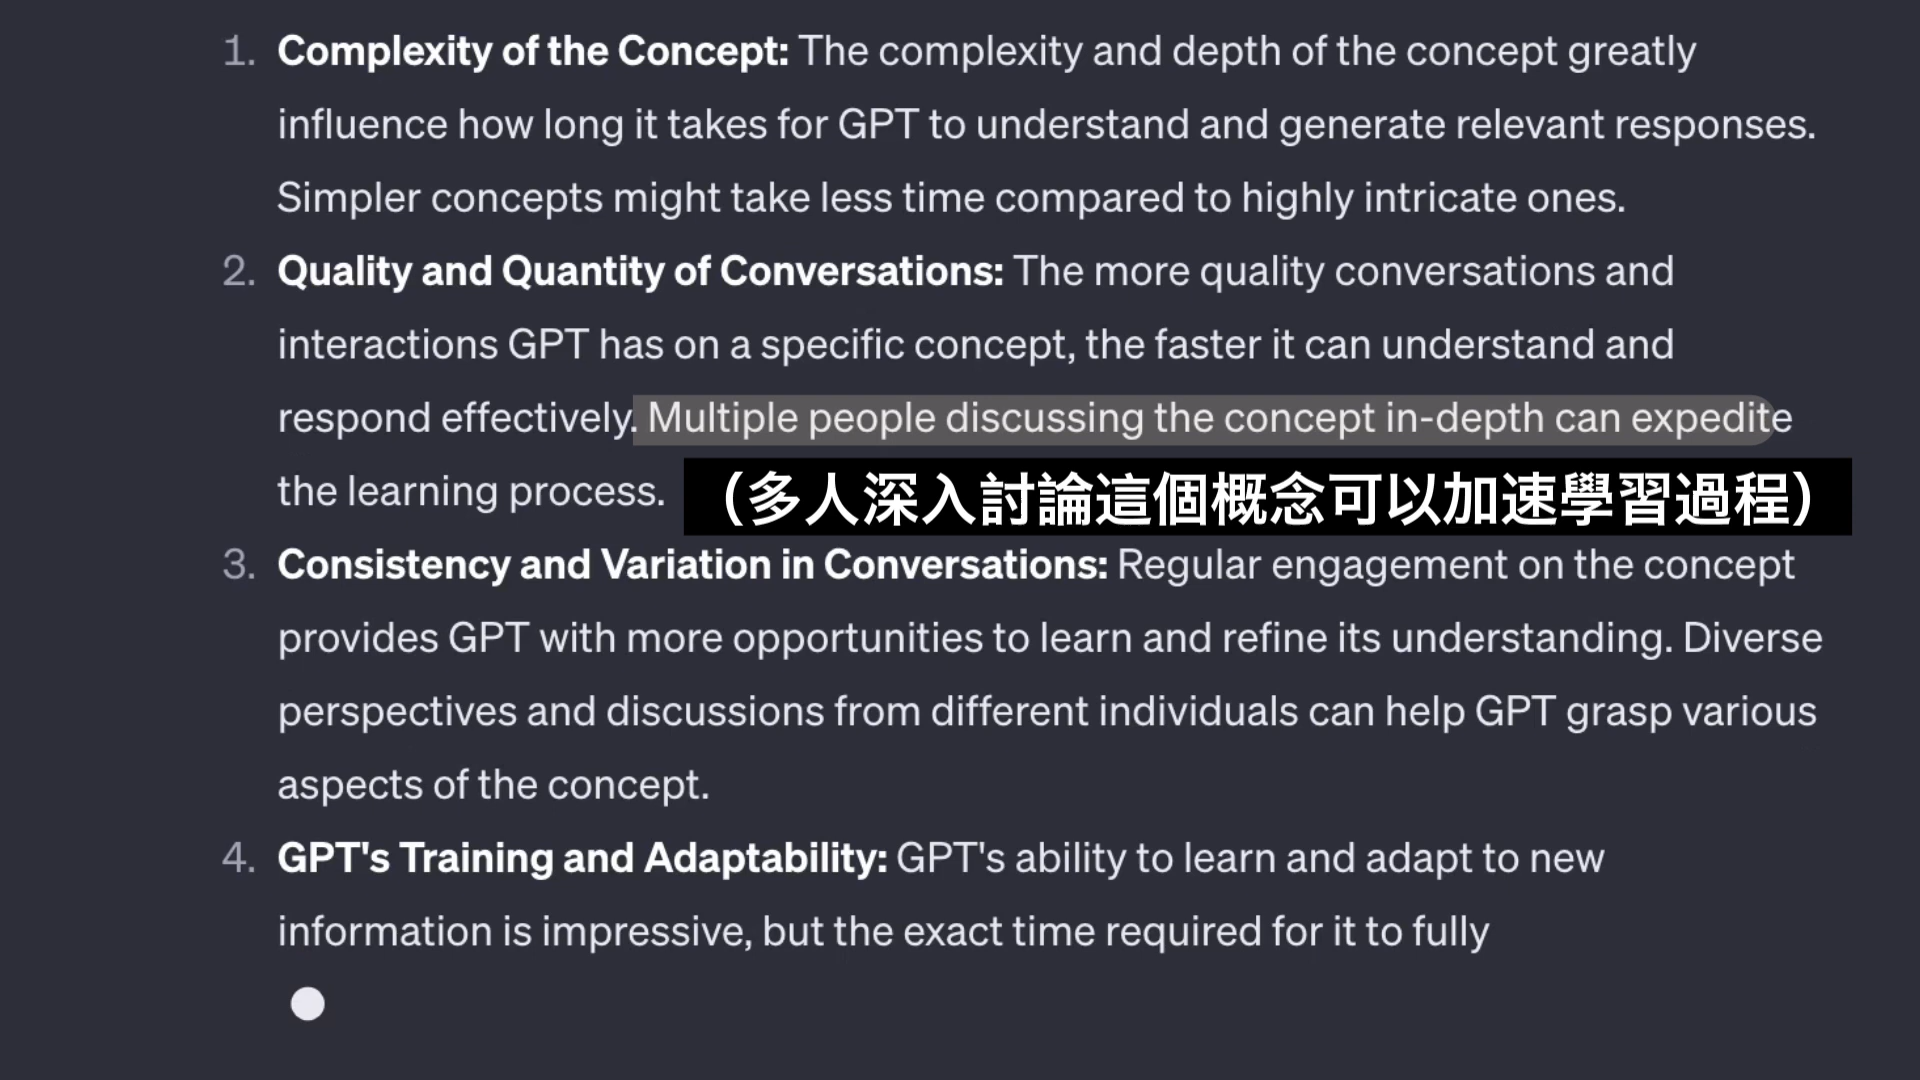 1. Complexity of the Concept: The complexity and depth of the concept greatly
influence how long it takes for GPT to understand and generate relevant responses.
Simpler concepts might take less time compared to highly intricate ones.
2. Quality and Quantity of Conversations: The more quality conversations and
interactions GPT has on a specific concept, the faster it can understand and
respond effectively. Multiple people discussing the concept in-depth can expedite
the learning process. （多人深入討論這個概念可以加速學習過程）
3. Consistency and Variation in Conversations: Regular engagement on the concept
provides GPT with more opportunities to learn and refine its understanding. Diverse
perspectives and discussions from different individuals can help GPT grasp various
aspects of the concept.
4. GPT's Training and Adaptability: GPT's ability to learn and adapt to new
information is impressive, but the exact time required for it to fully